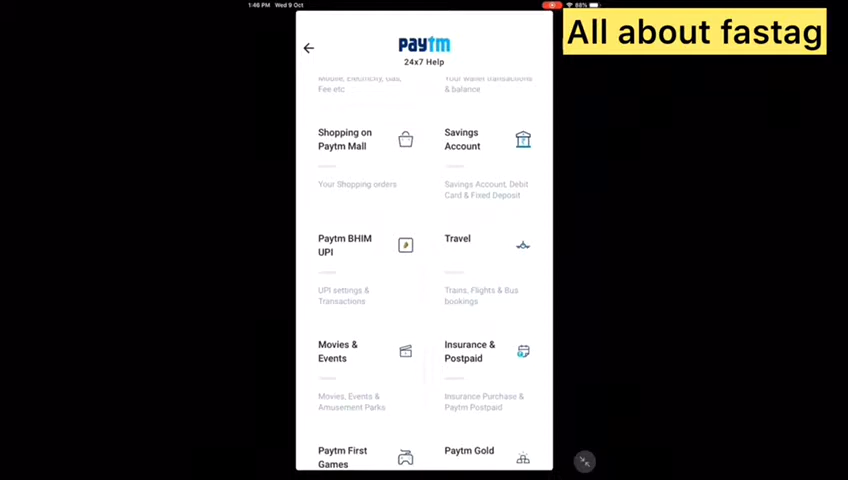 1:46 PM Wed 9 Oct
88%
All about fastag
paytm
24x7 Help
Mobile, Electricity, Gas,
Fee etc
Your wallet transactions
& balance
Shopping on
Paytm Mall
Your Shopping orders
Savings
Account
Savings Account, Debit
Card & Fixed Deposit
Paytm BHIM
UPI
UPI settings &
Transactions
Travel
Trains, Flights & Bus
bookings
Movies &
Events
Movies, Events &
Amusement Parks
Insurance &
Postpaid
Insurance Purchase &
Paytm Postpaid
Paytm First
Games
Paytm Gold